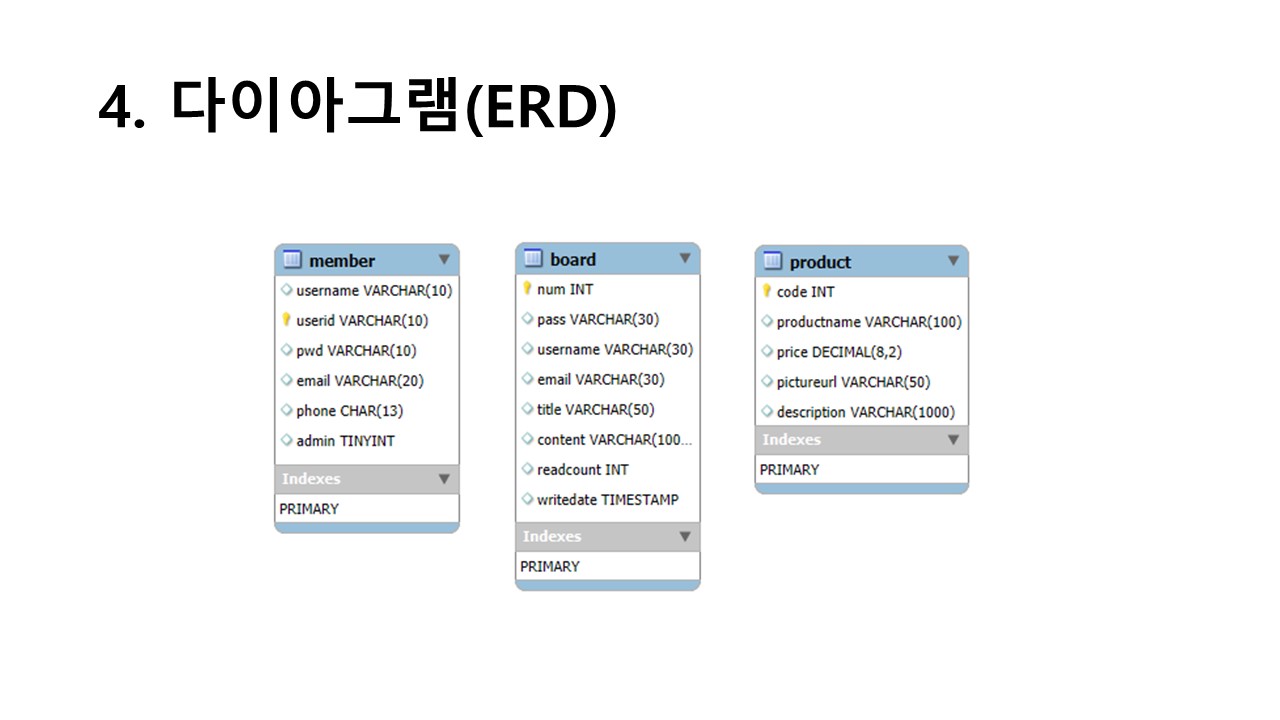 4. 다이아그램(ERD)
member
username VARCHAR(10)
userid VARCHAR(10)
pwd VARCHAR(10)
email VARCHAR(20)
phone CHAR(13)
admin TINYINT
Indexes
PRIMARY
board
num INT
pass VARCHAR(30)
username VARCHAR(30)
email VARCHAR(30)
title VARCHAR(50)
content VARCHAR(100...
readcount INT
writedate TIMESTAMP
Indexes
PRIMARY
product
code INT
productname VARCHAR(100)
price DECIMAL(8,2)
pictureurl VARCHAR(50)
description VARCHAR(1000)
Indexes
PRIMARY